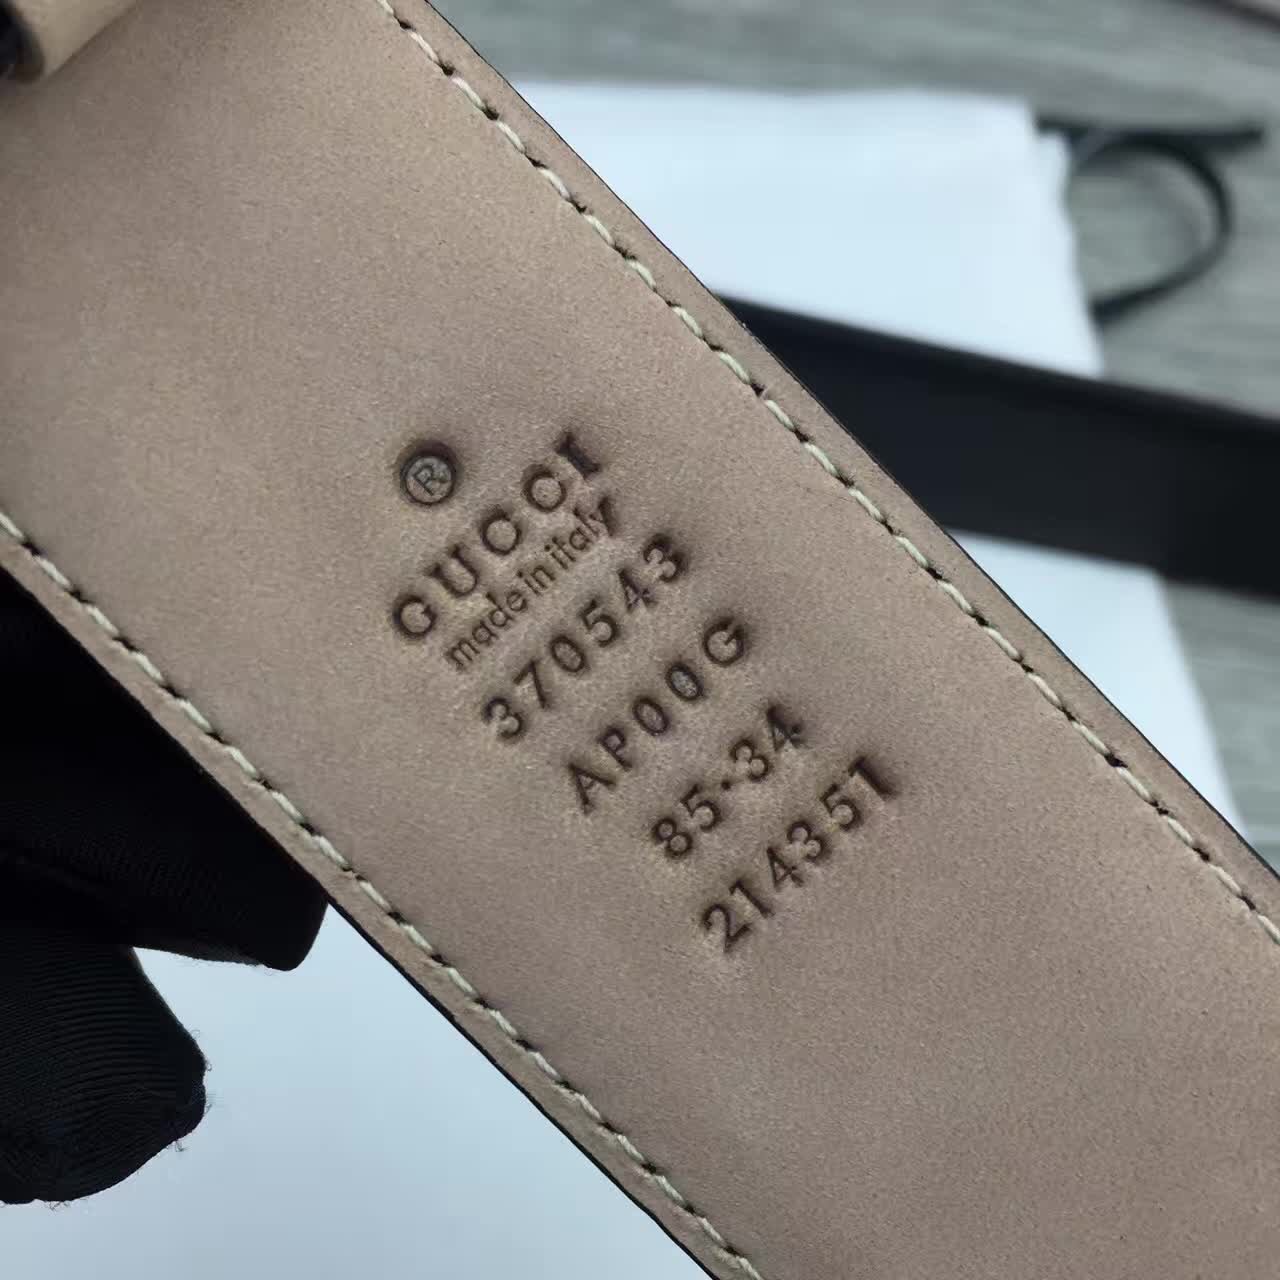 ®
GUCCI
made in italy
370543
AP00G
85·34
214351